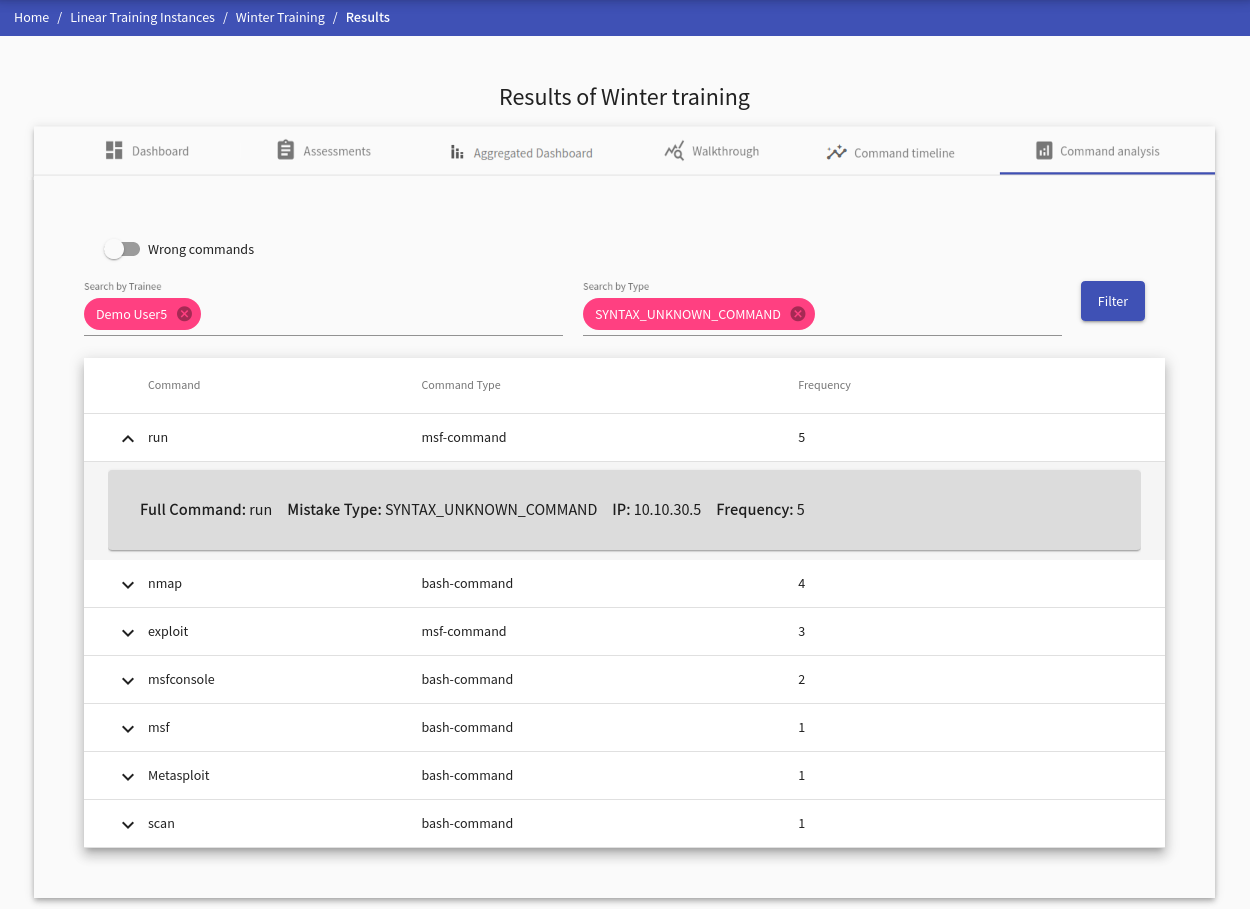 Home / Linear Training Instances / Winter Training / Results
Results of Winter training
Dashboard Assessments Aggregated Dashboard Walkthrough Command timeline Command analysis
Wrong commands
Search by Trainee Search by Type
Demo User5 SYNTAX_UNKNOWN_COMMAND Filter
Command Command Type Frequency
run msf-command 5
Full Command: run Mistake Type: SYNTAX_UNKNOWN_COMMAND IP: 10.10.30.5 Frequency: 5
nmap bash-command 4
exploit msf-command 3
msfconsole bash-command 2
msf bash-command 1
Metasploit bash-command 1
scan bash-command 1